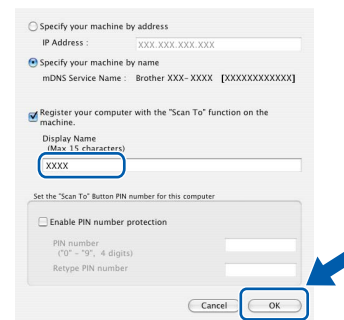 Specify your machine by address
IP Address : XXX.XXX.XXX.XXX
Specify your machine by name
mDNS Service Name : Brother XXX-XXXX [XXXXXXXXXXXX]
Register your computer with the "Scan To" function on the
machine.
Display Name
(Max 15 characters)
XXXX
Set the "Scan To" Button PIN number for this computer
Enable PIN number protection
PIN number
("0" - "9", 4 digits)
Retype PIN number
Cancel OK